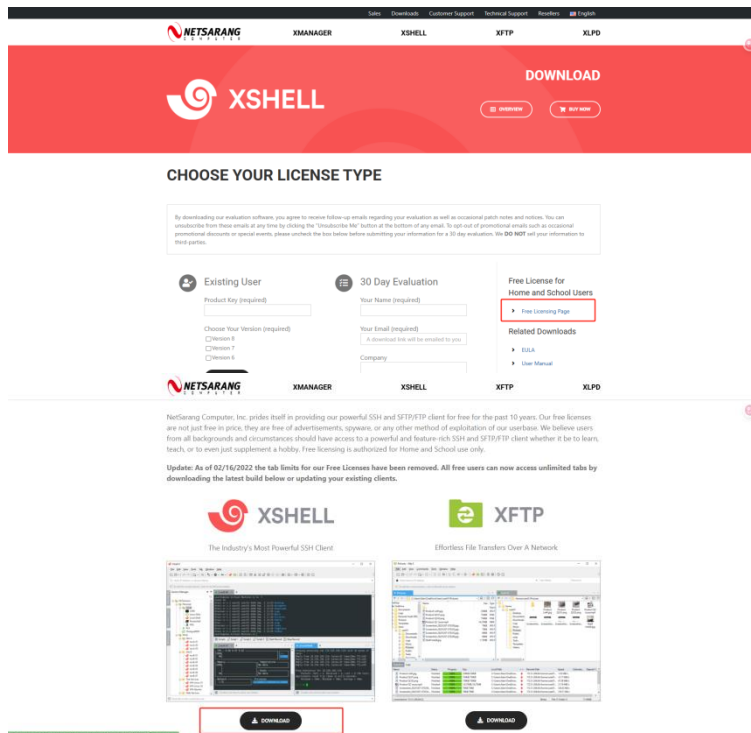 Sales Downloads Customer Support Technical Support Resellers English
NETSARANG
COMPUTER
XMANAGER XSHELL XFTP XLPD
DOWNLOAD
XSHELL
OVERVIEW BUY NOW
CHOOSE YOUR LICENSE TYPE
By downloading our evaluation software, you agree to receive follow-up emails regarding your evaluation as well as occasional patch notes and notices. You can
unsubscribe from these emails at any time by clicking the "Unsubscribe Me" button at the bottom of any email. To opt out of promotional emails such as occasional
promotional discounts or special events, please uncheck the box below before submitting your information for a 30 day evaluation. We DO NOT sell your information to
third-parties.
Existing User
Product Key (required)
Choose Your Version (required)
Version 8
Version 7
Version 6
30 Day Evaluation
Your Name (required)
Your Email (required)
A download link will be emailed to you
Company
Free License for
Home and School Users
Free Licensing Page
Related Downloads
EULA
User Manual
NETSARANG
COMPUTER
XMANAGER XSHELL XFTP XLPD
NetSarang Computer, Inc. prides itself in providing our powerful SSH and SFTP/FTP client for free for the past 10 years. Our free licenses
are not just free in price, they are free of advertisements, spyware, or any other method of exploitation of our userbase. We believe users
from all backgrounds and circumstances should have access to a powerful and feature-rich SSH and SFTP/FTP client whether it be to learn,
teach, or to even just supplement a hobby. Free licensing is authorized for Home and School use only.
Update: As of 02/16/2022 the tab limits for our Free Licenses have been removed. All free users can now access unlimited tabs by
downloading the latest build below or updating your existing clients.
XSHELL
The Industry's Most Powerful SSH Client
DOWNLOAD
XFTP
Effortless File Transfers Over A Network
DOWNLOAD